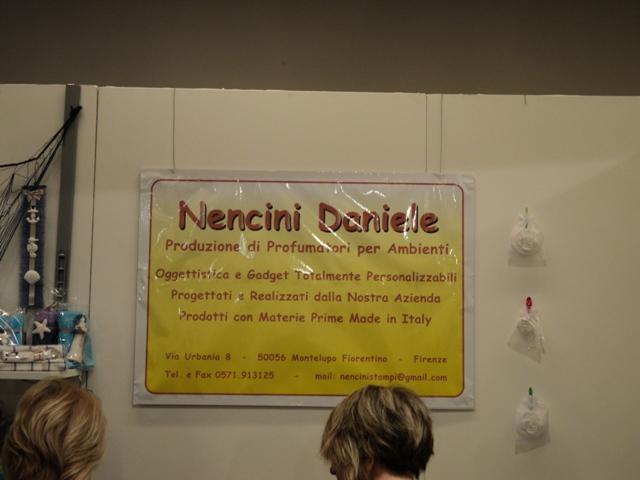 Nencini Daniele
Produzione di Profumatori per Ambienti
Oggettistica e Gadget Totalmente Personalizzabili
Progettati e Realizzati dalla Nostra Azienda
Prodotti con Materie Prime Made in Italy
Via Urbania 8 - 50056 Montelupo Fiorentino - Firenze
Tel. e Fax 0571.913125 - mail: nencinistampi@gmail.com